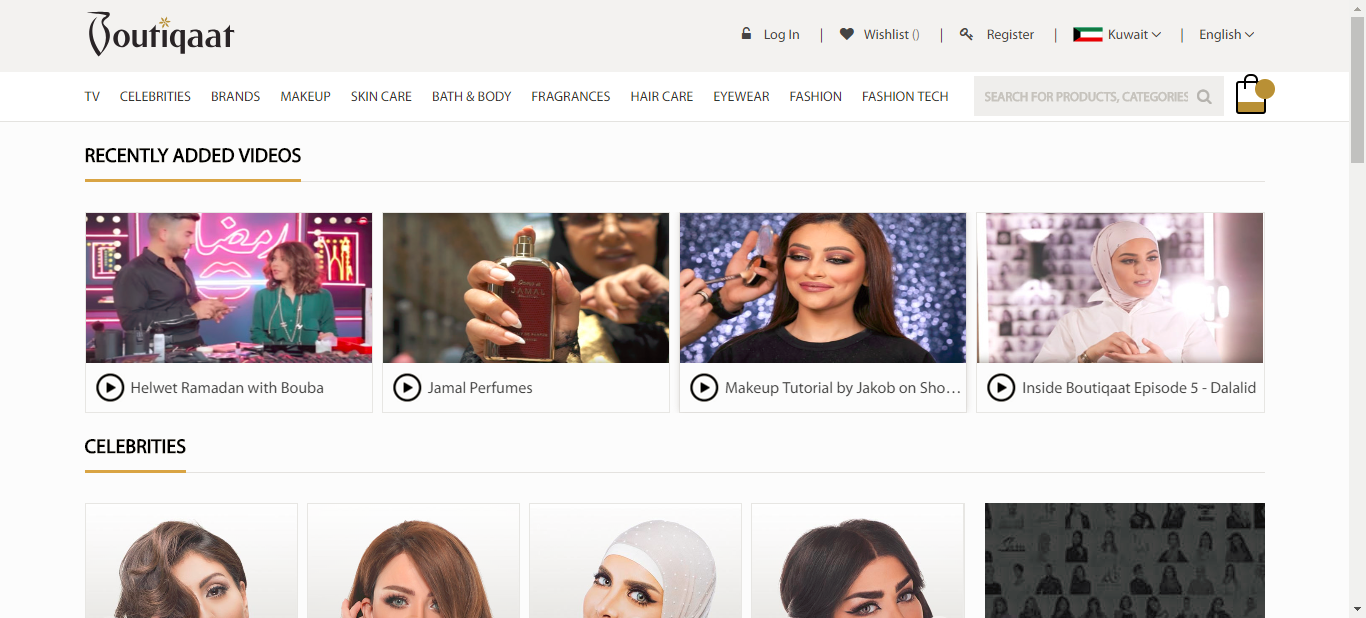 Boutiqaat
Log In | Wishlist () | Register | Kuwait | English
TV CELEBRITIES BRANDS MAKEUP SKIN CARE BATH & BODY FRAGRANCES HAIR CARE EYEWEAR FASHION FASHION TECH SEARCH FOR PRODUCTS, CATEGORIES
RECENTLY ADDED VIDEOS
رمضان
JAMAL
Helwet Ramadan with Bouba
Jamal Perfumes
Makeup Tutorial by Jakob on Sho…
Inside Boutiqaat Episode 5 - Dalalid
CELEBRITIES